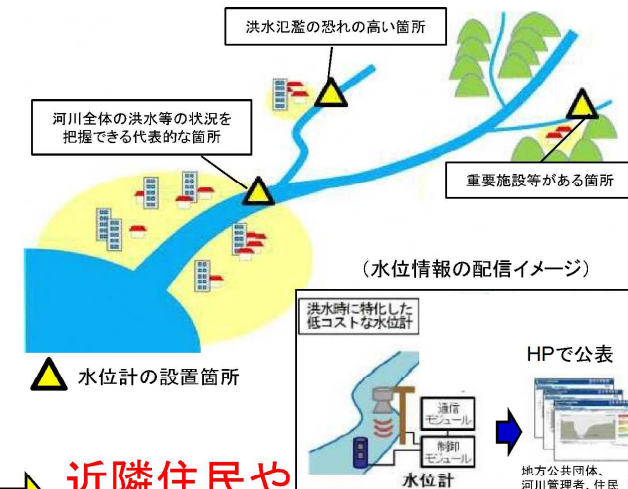 洪水氾濫の恐れの高い箇所
河川全体の洪水等の状況を
把握できる代表的な箇所
重要施設等がある箇所
(水位情報の配信イメージ)
洪水時に特化した
低コストな水位計
HPで公表
水位計の設置箇所
通信
モジュール
制御
モジュール
水位計
地方公共団体、
河川管理者、住民
近隣住民や